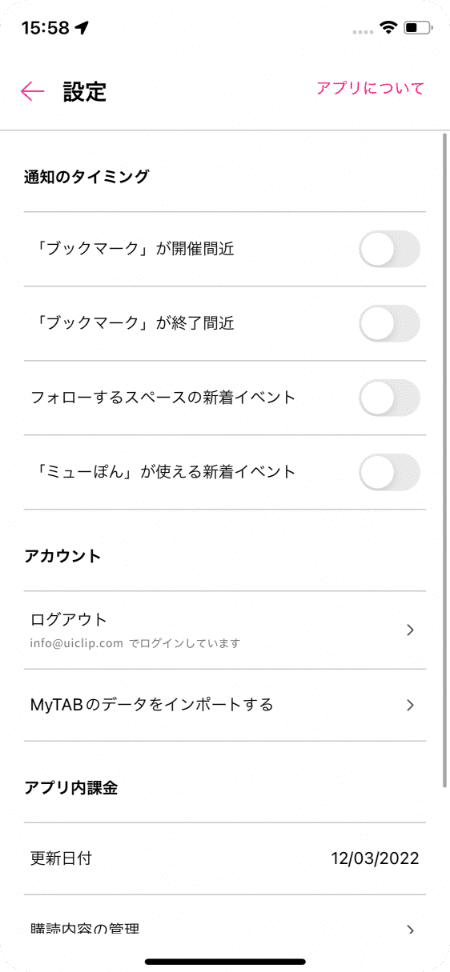 15:58
設定
アプリについて
通知のタイミング
「ブックマーク」が開催間近
「ブックマーク」が終了間近
フォローするスペースの新着イベント
「ミューぽん」が使える新着イベント
アカウント
ログアウト
info@uiclip.com でログインしています
MyTABのデータをインポートする
アプリ内課金
更新日付 12/03/2022
購読内容の管理